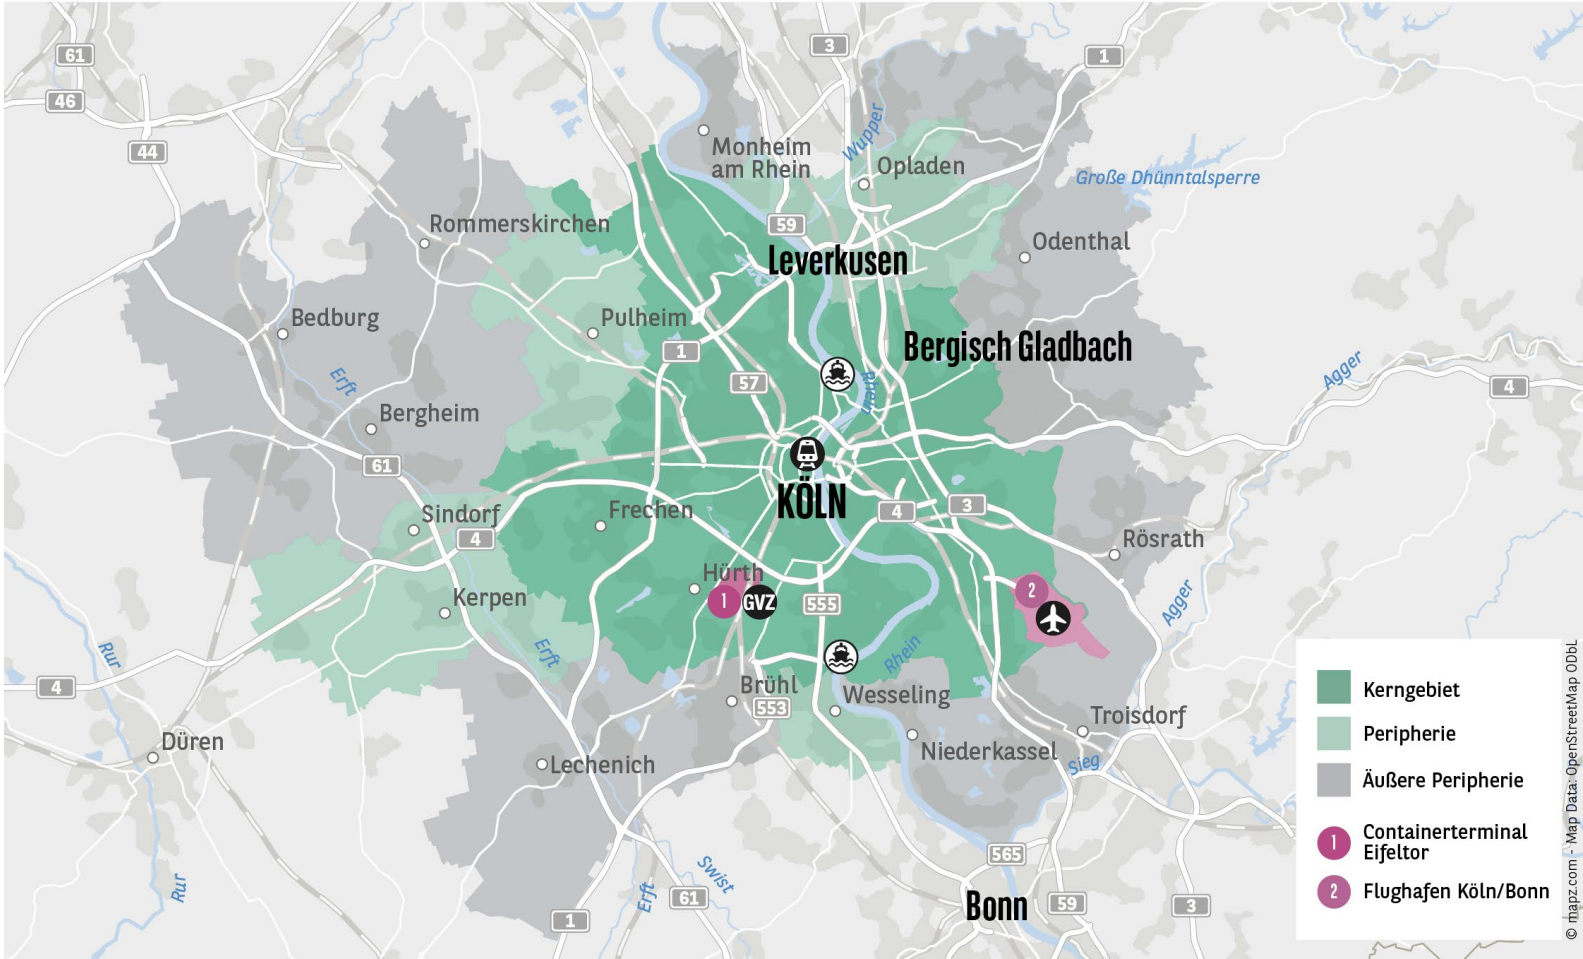 61
3
1
46
44
Wupper
Monheim
am Rhein
Opladen
Große Dhünntalsperre
Rommerskirchen
59
Odenthal
Leverkusen
Bedburg
Pulheim
Bergisch Gladbach
1
57
Erft
Rhein
Agger
4
Bergheim
61
KÖLN
Sindorf
Frechen
4
3
4
Rösrath
Hürth
1
GVZ
555
2
Kerpen
Agger
Erft
Rhein
Rur
4
Brühl
553
Wesseling
Troisdorf
Düren
Niederkassel
Sieg
Lechenich
565
Swist
Rur
Erft
61
1
Bonn
59
3
Kerngebiet
Peripherie
Äußere Peripherie
1 Containerterminal
Eifeltor
2 Flughafen Köln/Bonn
© mapz.com - Map Data: OpenStreetMap ODbL